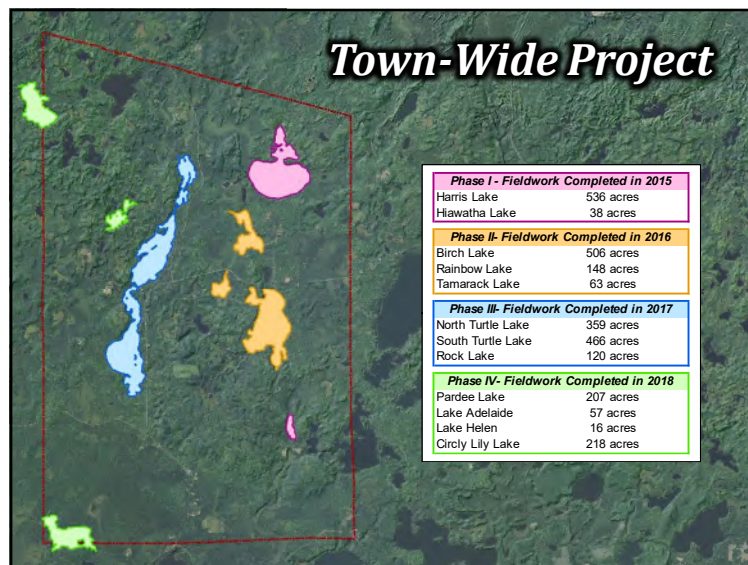 Town-Wide Project
Phase I - Fieldwork Completed in 2015
Harris Lake 536 acres
Hiawatha Lake 38 acres
Phase II- Fieldwork Completed in 2016
Birch Lake 506 acres
Rainbow Lake 148 acres
Tamarack Lake 63 acres
Phase III- Fieldwork Completed in 2017
North Turtle Lake 359 acres
South Turtle Lake 466 acres
Rock Lake 120 acres
Phase IV- Fieldwork Completed in 2018
Pardee Lake 207 acres
Lake Adelaide 57 acres
Lake Helen 16 acres
Circly Lily Lake 218 acres